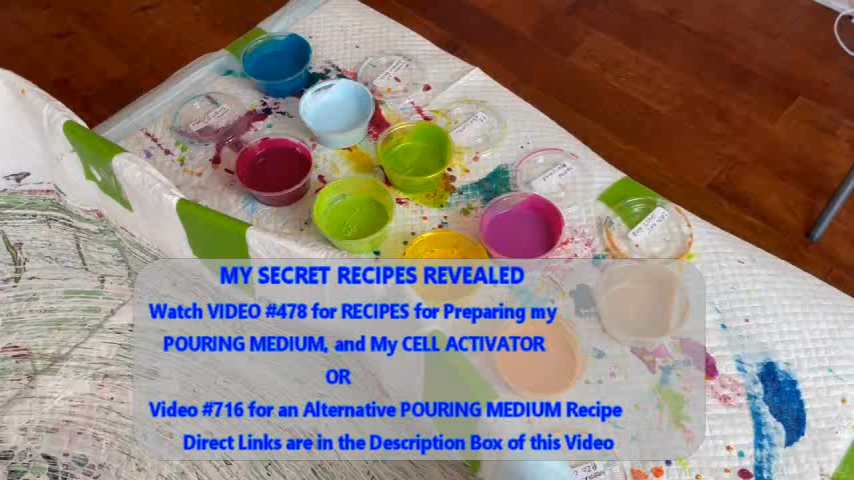 MY SECRET RECIPES REVEALED
Watch VIDEO #478 for RECIPES for Preparing my
POURING MEDIUM, and My CELL ACTIVATOR
OR
Video #716 for an Alternative POURING MEDIUM Recipe
Direct Links are in the Description Box of this Video